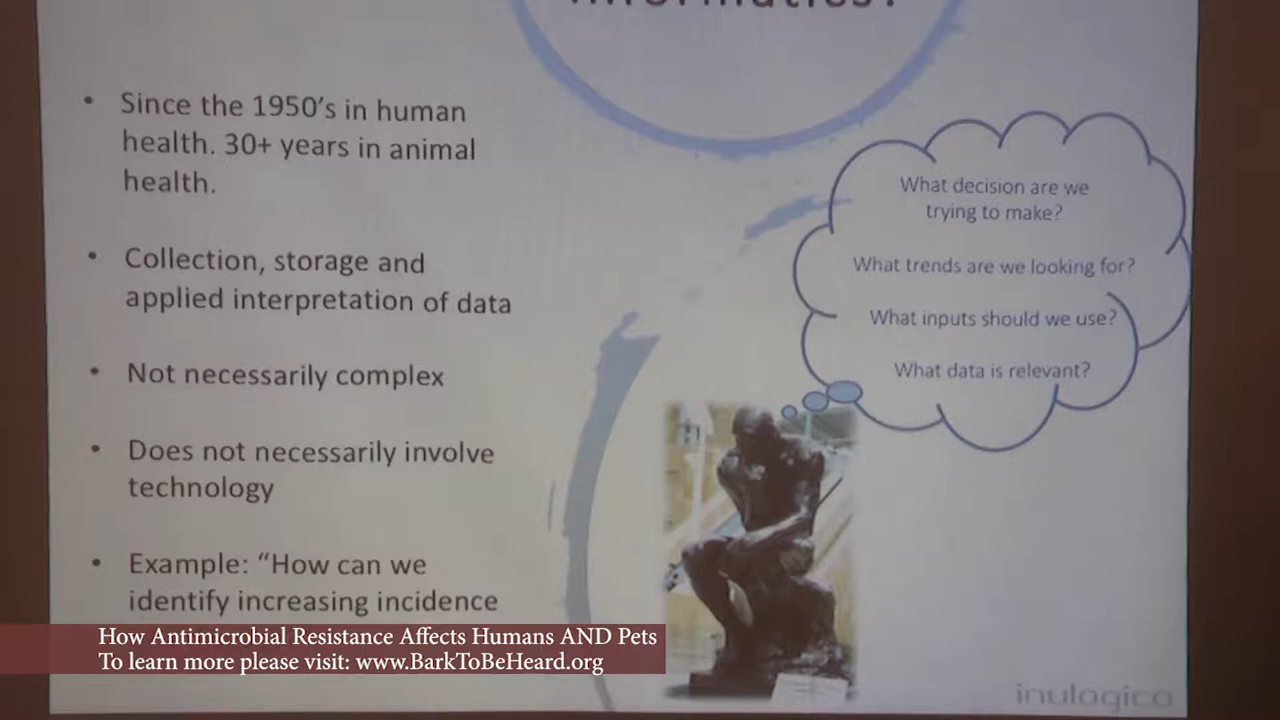 Informatics?
• Since the 1950's in human
health. 30+ years in animal
health.
• Collection, storage and
applied interpretation of data
• Not necessarily complex
• Does not necessarily involve
technology
• Example: “How can we
identify increasing incidence
What decision are we
trying to make?
What trends are we looking for?
What inputs should we use?
What data is relevant?
inulogica
How Antimicrobial Resistance Affects Humans AND Pets
To learn more please visit: www.BarkToBeHeard.org